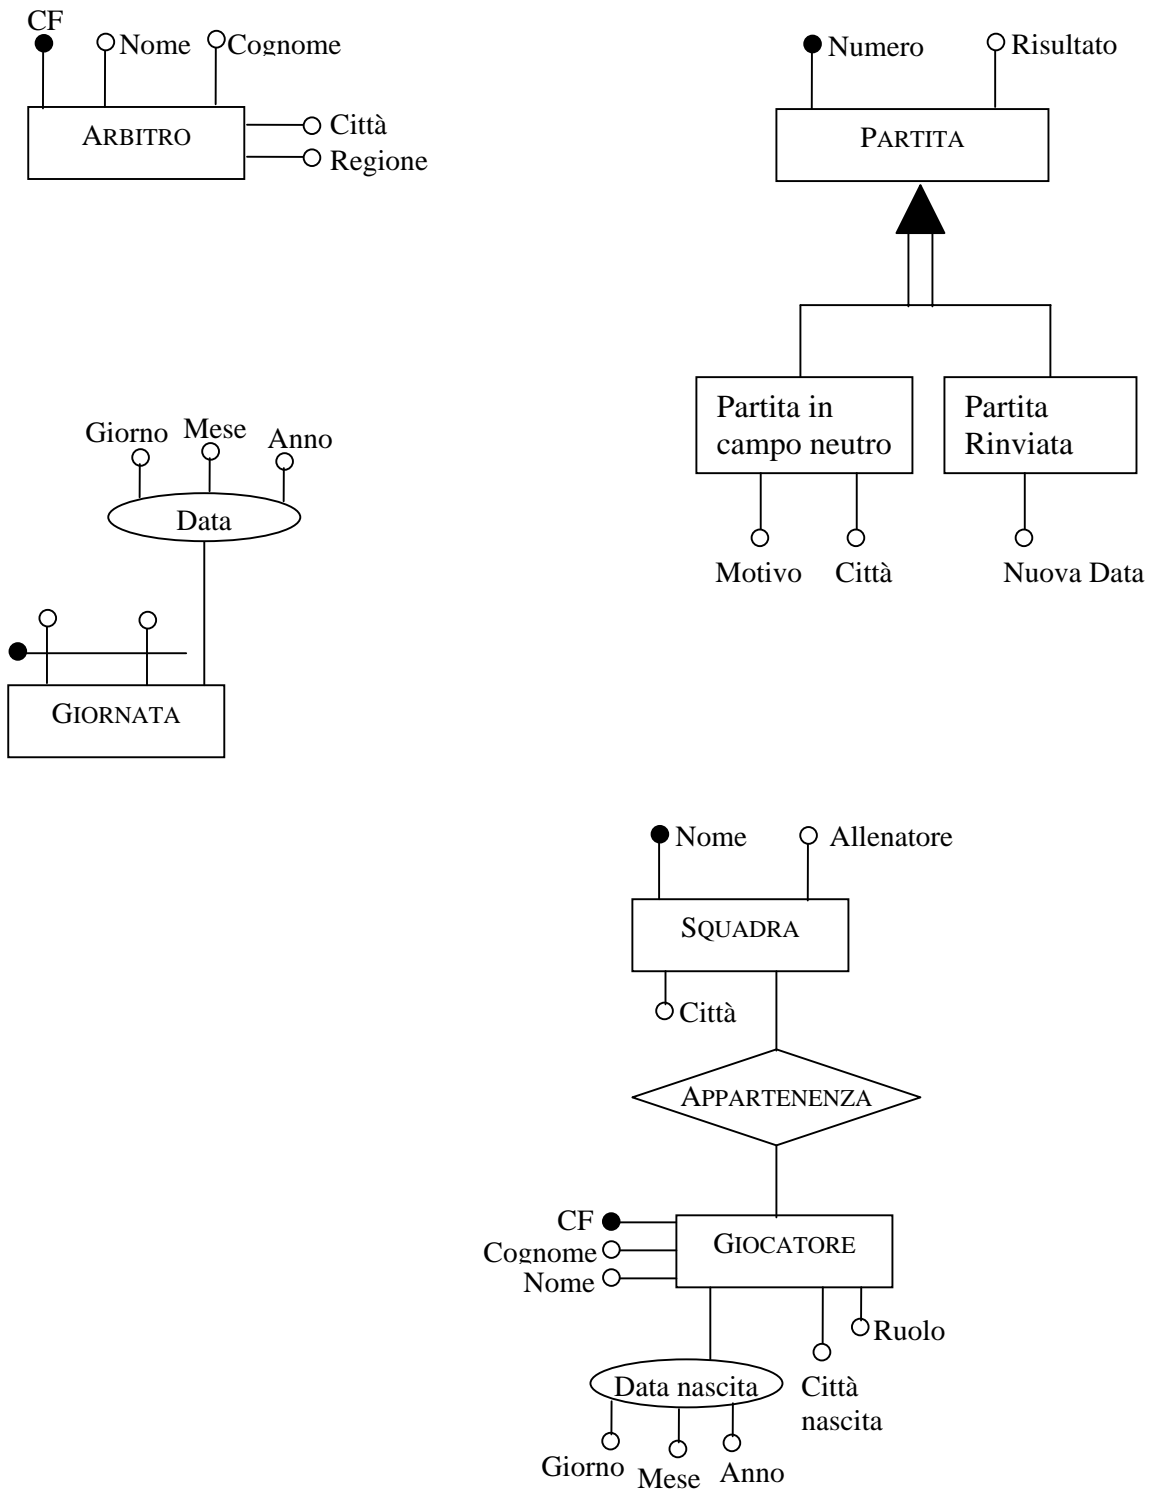 CF
Nome
Cognome
ARBITRO
Città
Regione
Numero
Risultato
PARTITA
Partita in
campo neutro
Partita
Rinviata
Motivo
Città
Nuova Data
Giorno
Mese
Anno
Data
GIORNATA
Nome
Allenatore
SQUADRA
Città
APPARTENENZA
CF
Cognome
Nome
GIOCATORE
Ruolo
Data nascita
Città
nascita
Giorno
Mese
Anno